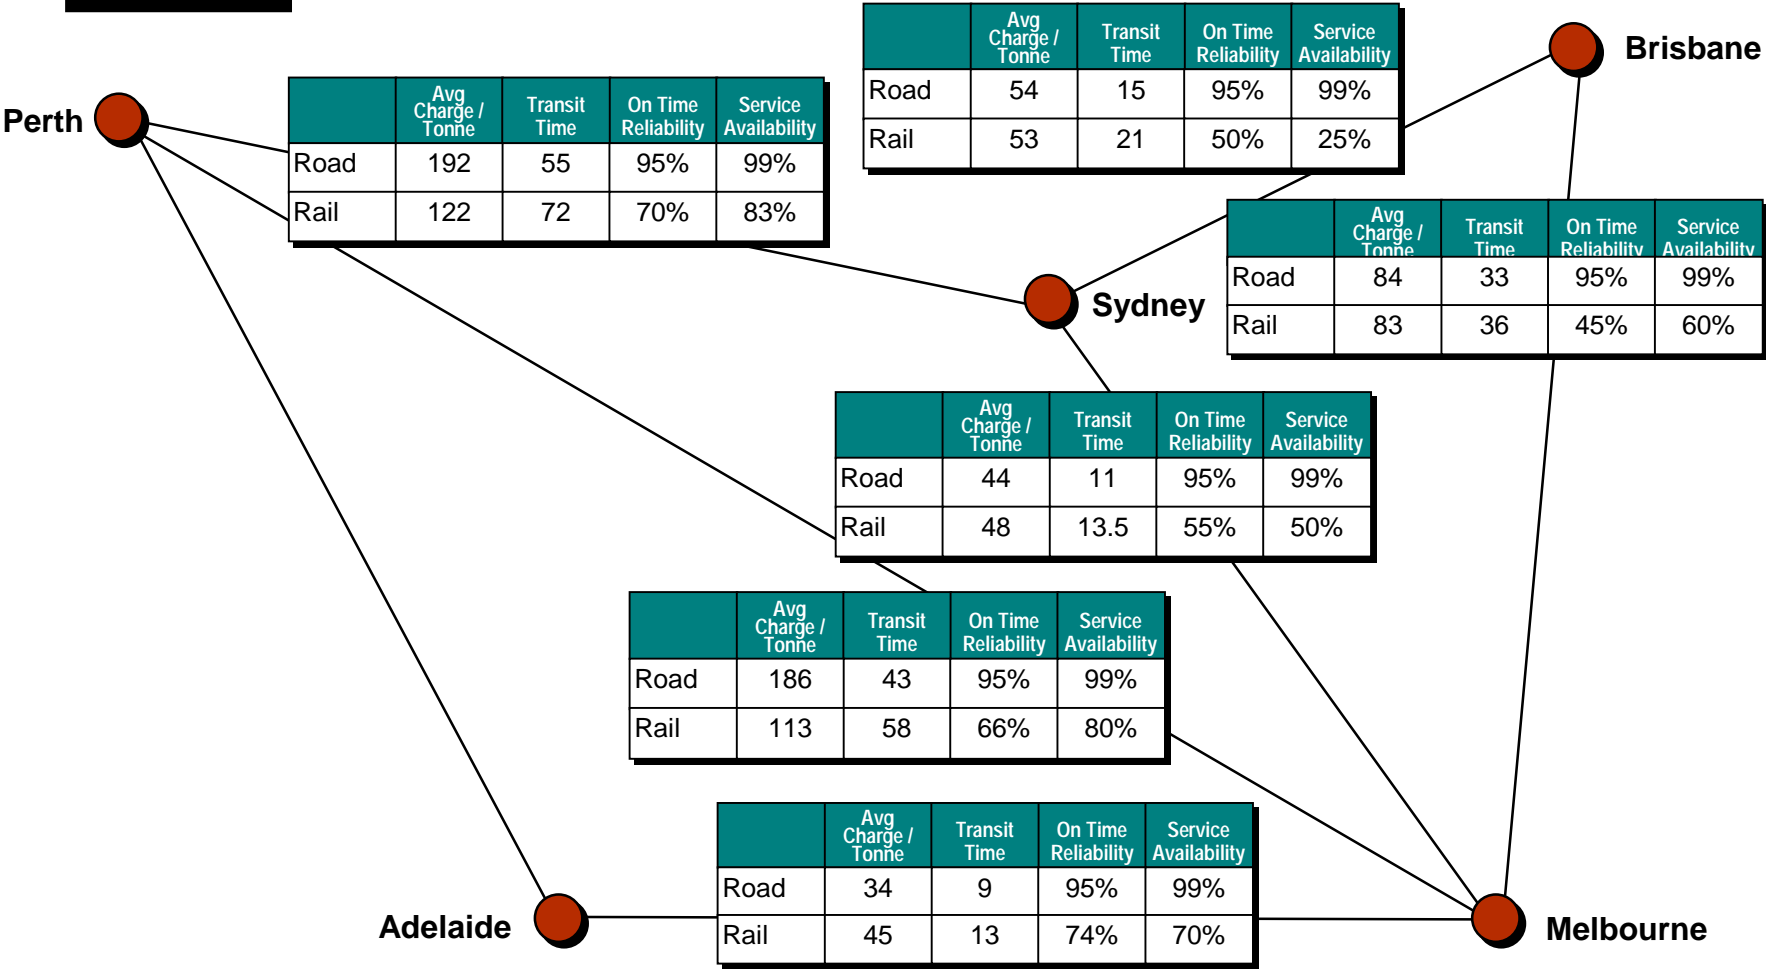 Brisbane
Avg Charge / Tonne Transit Time On Time Reliability Service Availability
Road 54 15 95% 99%
Rail 53 21 50% 25%
Perth
Avg Charge / Tonne Transit Time On Time Reliability Service Availability
Road 192 55 95% 99%
Rail 122 72 70% 83%
Avg Charge / Tonne Transit Time On Time Reliability Service Availability
Road 84 33 95% 99%
Rail 83 36 45% 60%
Sydney
Avg Charge / Tonne Transit Time On Time Reliability Service Availability
Road 44 11 95% 99%
Rail 48 13.5 55% 50%
Avg Charge / Tonne Transit Time On Time Reliability Service Availability
Road 186 43 95% 99%
Rail 113 58 66% 80%
Avg Charge / Tonne Transit Time On Time Reliability Service Availability
Road 34 9 95% 99%
Rail 45 13 74% 70%
Adelaide
Melbourne